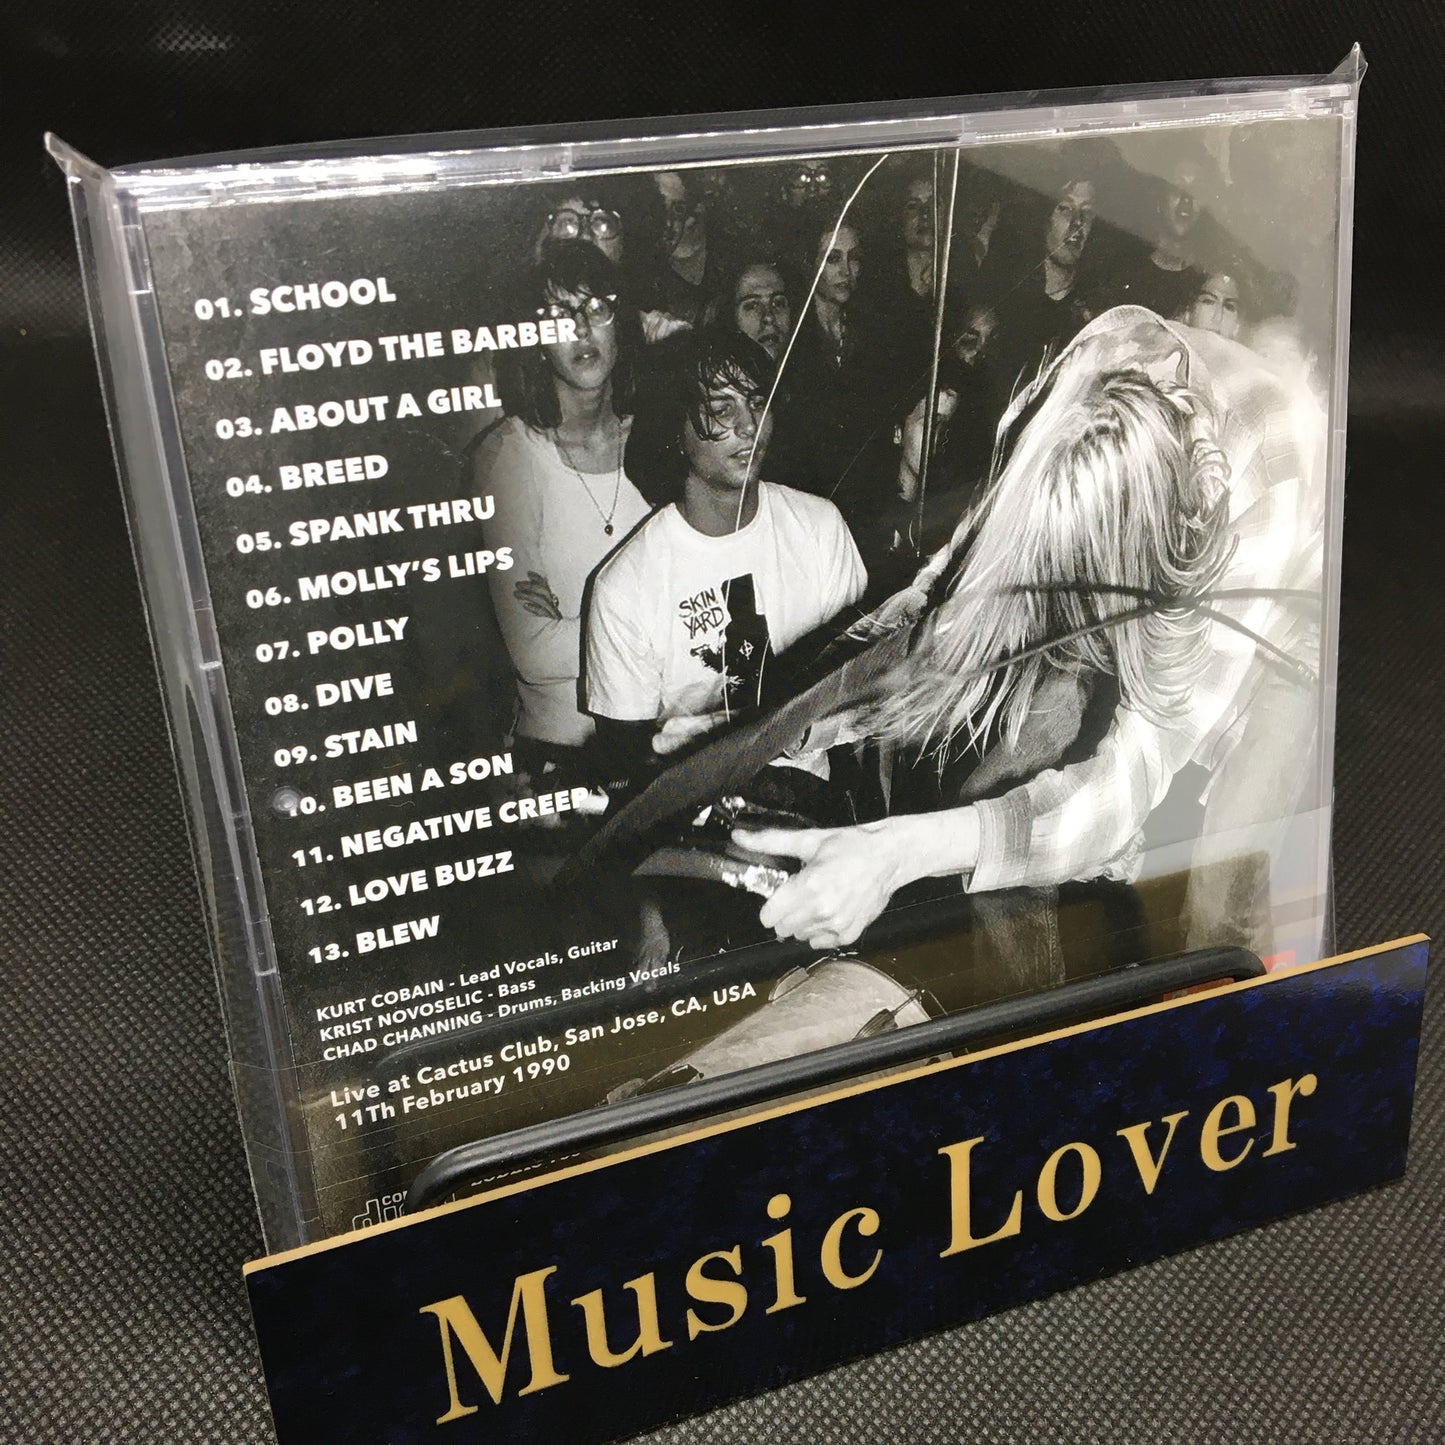 01. SCHOOL
02. FLOYD THE BARBER
03. ABOUT A GIRL
04. BREED
05. SPANK THRU
06. MOLLY'S LIPS
07. POLLY
08. DIVE
09. STAIN
10. BEEN A SON
11. NEGATIVE CREEP
12. LOVE BUZZ
13. BLEW
KURT COBAIN - Lead Vocals, Guitar
KRIST NOVOSELIC - Bass
CHAD CHANNING - Drums, Backing Vocals
Live at Cactus Club, San Jose, CA, USA
11Th February 1990
SKIN
YARD
Music Lover